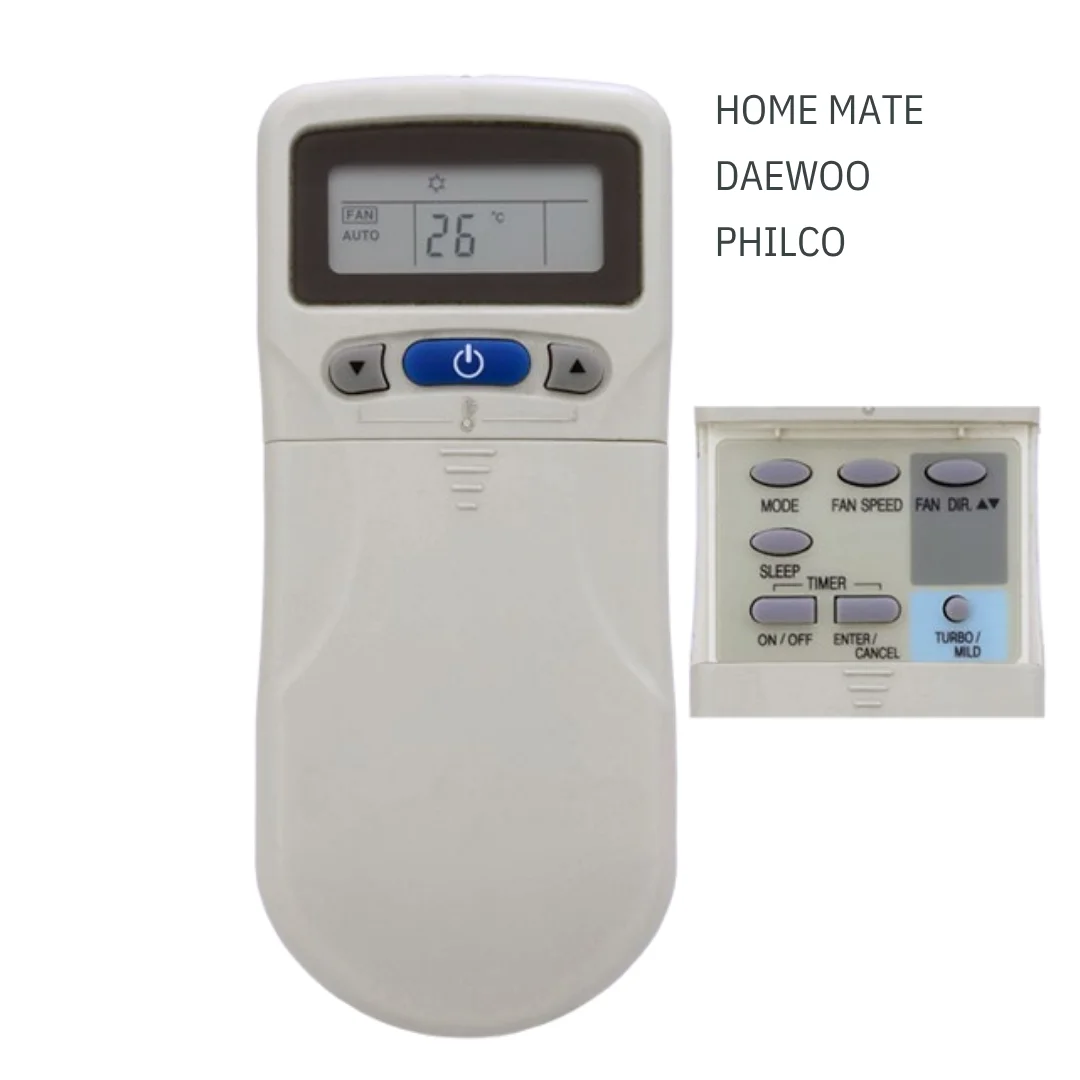 HOME MATE
DAEWOO
PHILCO
FAN
AUTO
26 °C
MODE
FAN SPEED
FAN DIR. ▲▼
SLEEP
TIMER
ON / OFF
ENTER /
CANCEL
TURBO /
MILD